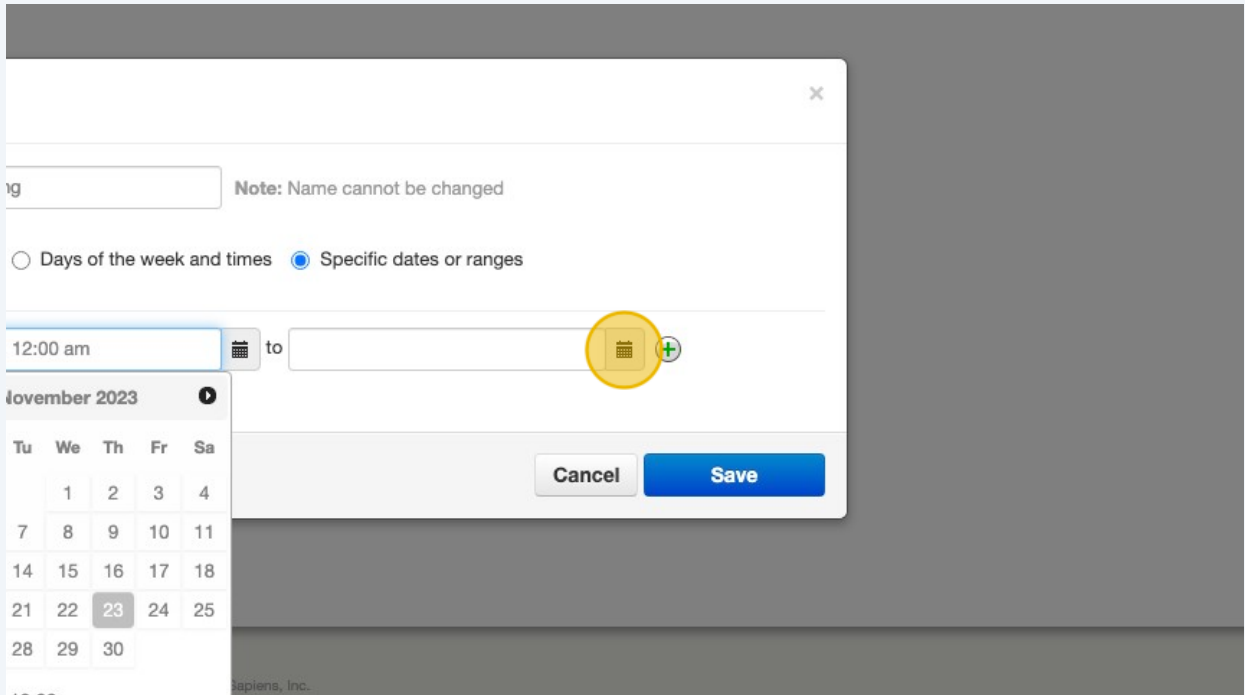 ×
Note: Name cannot be changed
Days of the week and times Specific dates or ranges
12:00 am to
November 2023
Tu We Th Fr Sa
1 2 3 4
7 8 9 10 11
14 15 16 17 18
21 22 23 24 25
28 29 30
Cancel Save
Sapiens, Inc.